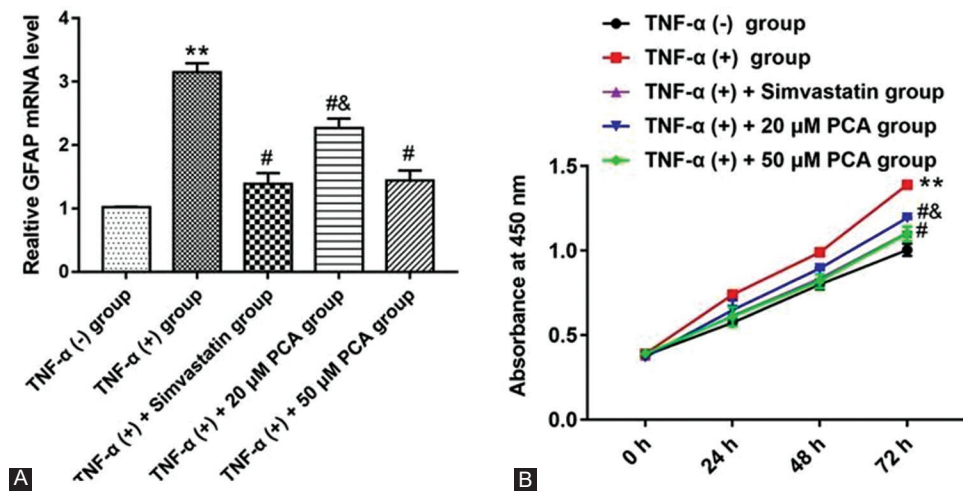 Realtive GFAP mRNA level
4
3
2
1
0
**
#
#&
#
TNF-α (-) group
TNF-α (+) group
TNF-α (+) + Simvastatin group
TNF-α (+) + 20 µM PCA group
TNF-α (+) + 50 µM PCA group
A
TNF-α (-) group
TNF-α (+) group
TNF-α (+) + Simvastatin group
TNF-α (+) + 20 µM PCA group
TNF-α (+) + 50 µM PCA group
Absorbance at 450 nm
1.5
1.0
0.5
0.0
**
#&
#
0 h
24 h
48 h
72 h
B